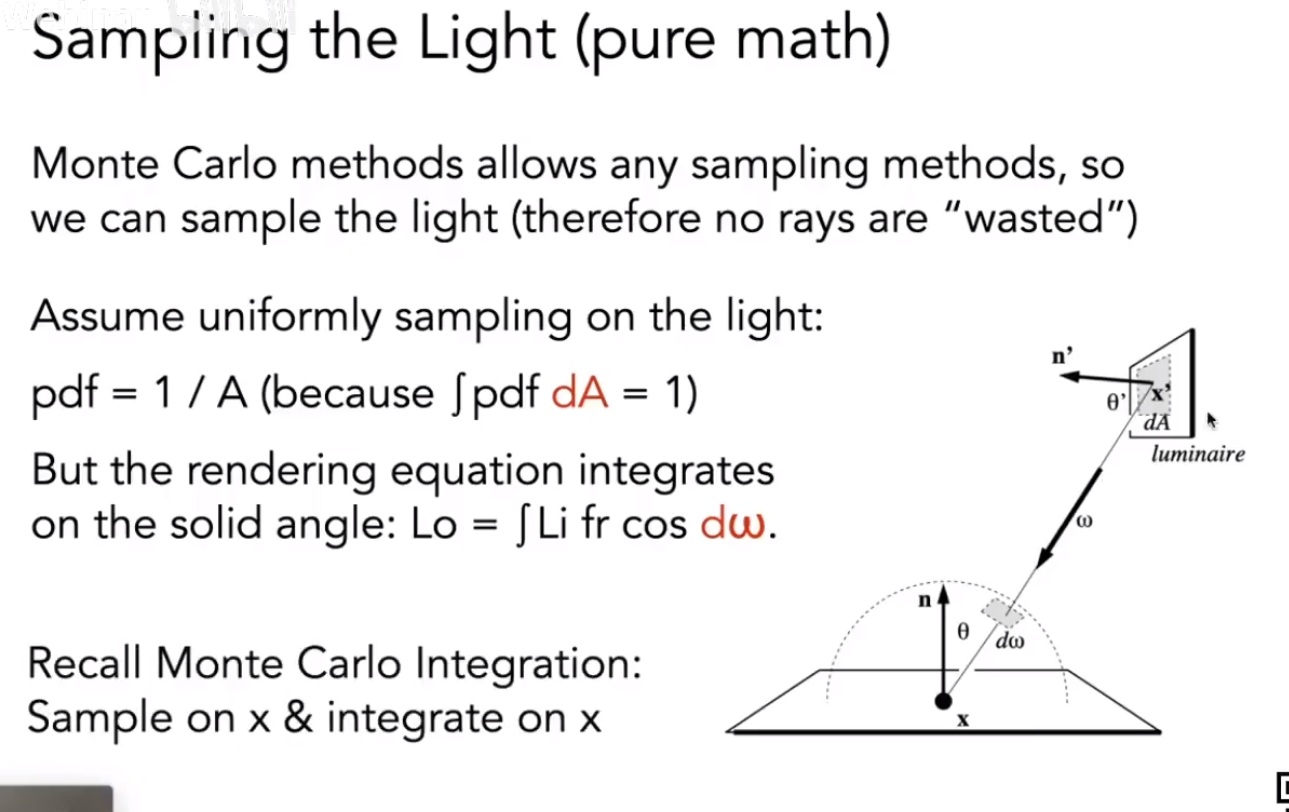 Sampling the Light (pure math)
Monte Carlo methods allows any sampling methods, so
we can sample the light (therefore no rays are “wasted”)
Assume uniformly sampling on the light:
pdf = 1 / A (because ∫pdf dA = 1)
But the rendering equation integrates
on the solid angle: Lo = ∫Li fr cos dω.
Recall Monte Carlo Integration:
Sample on x & integrate on x
n’
θ’
x’
dA
luminaire
ω
n
θ
dω
x